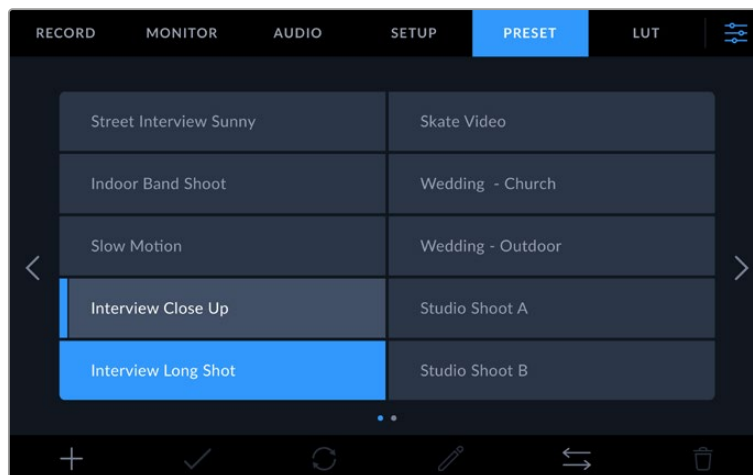 RECORD MONITOR AUDIO SETUP PRESET LUT
Street Interview Sunny Skate Video
Indoor Band Shoot Wedding - Church
Slow Motion Wedding - Outdoor
Interview Close Up Studio Shoot A
Interview Long Shot Studio Shoot B